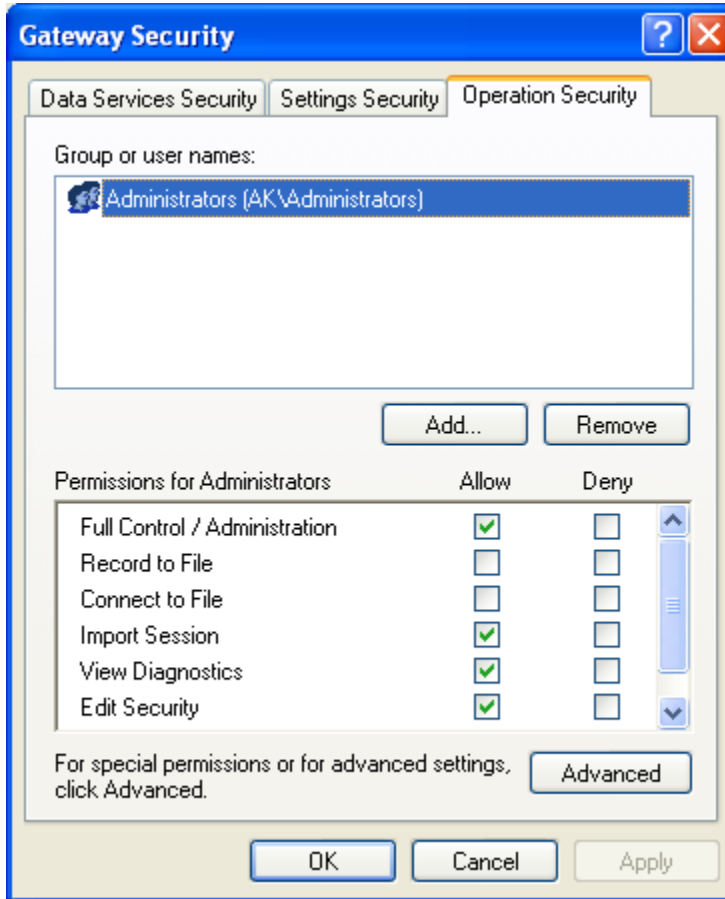 Gateway Security
Data Services Security Settings Security Operation Security
Group or user names:
Administrators (AK\Administrators)
Add... Remove
Permissions for Administrators Allow Deny
Full Control / Administration
Record to File
Connect to File
Import Session
View Diagnostics
Edit Security
For special permissions or for advanced settings,
click Advanced.
Advanced
OK Cancel Apply